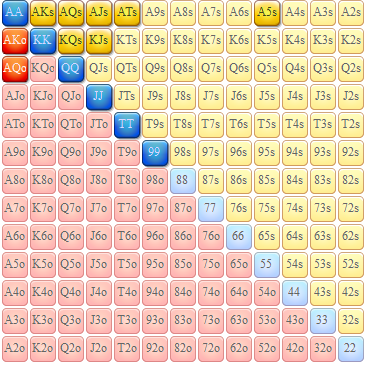 AA AKs AQs AJs ATs A9s A8s A7s A6s A5s A4s A3s A2s
AKo KK KQs KJs KTs K9s K8s K7s K6s K5s K4s K3s K2s
AQo KQo QQ QJs QTs Q9s Q8s Q7s Q6s Q5s Q4s Q3s Q2s
AJo KJo QJo JJ JTs J9s J8s J7s J6s J5s J4s J3s J2s
ATo KTo QTo JTo TT T9s T8s T7s T6s T5s T4s T3s T2s
A9o K9o Q9o J9o T9o 99 98s 97s 96s 95s 94s 93s 92s
A8o K8o Q8o J8o T8o 98o 88 87s 86s 85s 84s 83s 82s
A7o K7o Q7o J7o T7o 97o 87o 77 76s 75s 74s 73s 72s
A6o K6o Q6o J6o T6o 96o 86o 76o 66 65s 64s 63s 62s
A5o K5o Q5o J5o T5o 95o 85o 75o 65o 55 54s 53s 52s
A4o K4o Q4o J4o T4o 94o 84o 74o 64o 54o 44 43s 42s
A3o K3o Q3o J3o T3o 93o 83o 73o 63o 53o 43o 33 32s
A2o K2o Q2o J2o T2o 92o 82o 72o 62o 52o 42o 32o 22